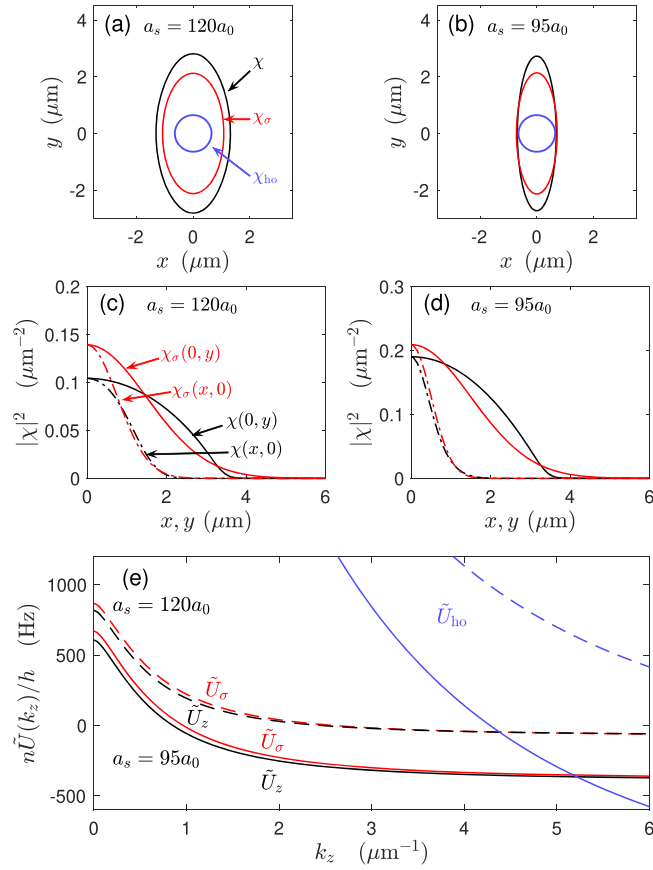 (a) a_s = 120a_0
(b) a_s = 95a_0
4
2
0
-2
y (μm)
χ
χ_σ
χ_ho
-2 0 2
x (μm)
4
2
0
-2
y (μm)
-2 0 2
x (μm)
(c) a_s = 120a_0
0.2
0.15
0.1
0.05
0
|χ|² (μm⁻²)
χ_σ(0, y)
χ_σ(x, 0)
χ(0, y)
χ(x, 0)
0 2 4 6
x, y (μm)
(d) a_s = 95a_0
0.3
0.2
0.1
0
|χ|² (μm⁻²)
0 2 4 6
x, y (μm)
(e)
1000
500
0
-500
nŨ(k_z)/h (Hz)
a_s = 120a_0
Ũ_ho
Ũ_σ
Ũ_z
Ũ_σ
a_s = 95a_0
Ũ_z
0 1 2 3 4 5 6
k_z (μm⁻¹)